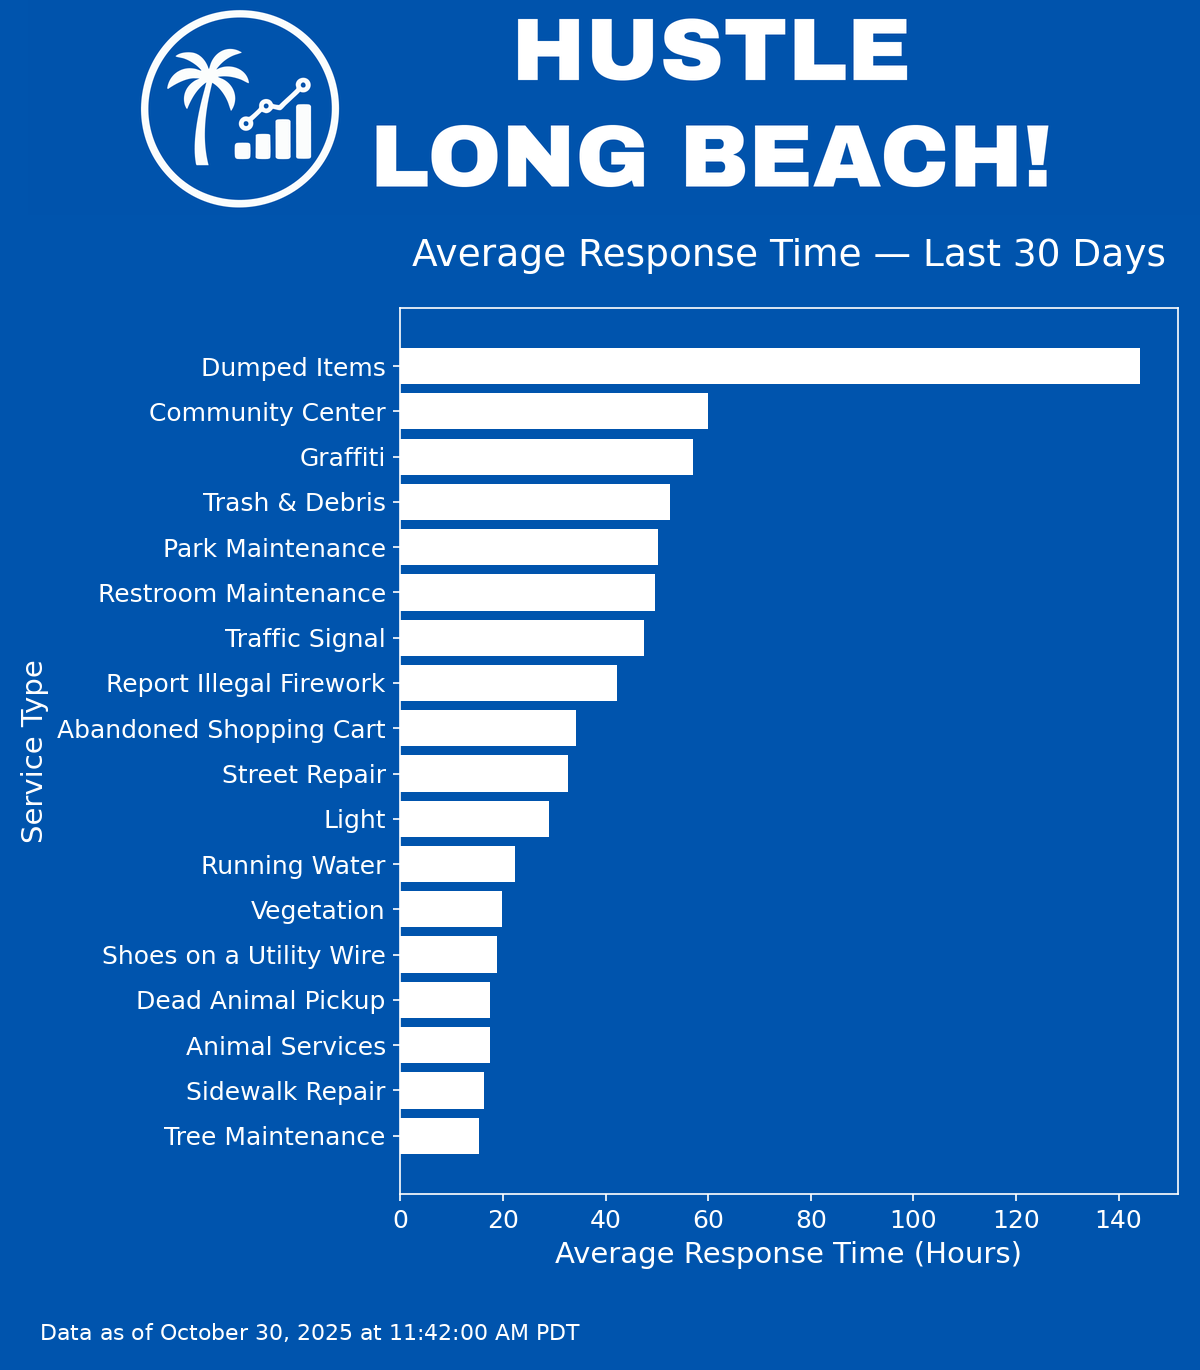 HUSTLE
LONG BEACH!
Average Response Time — Last 30 Days
Service Type
Dumped Items
Community Center
Graffiti
Trash & Debris
Park Maintenance
Restroom Maintenance
Traffic Signal
Report Illegal Firework
Abandoned Shopping Cart
Street Repair
Light
Running Water
Vegetation
Shoes on a Utility Wire
Dead Animal Pickup
Animal Services
Sidewalk Repair
Tree Maintenance
0 20 40 60 80 100 120 140
Average Response Time (Hours)
Data as of October 30, 2025 at 11:42:00 AM PDT